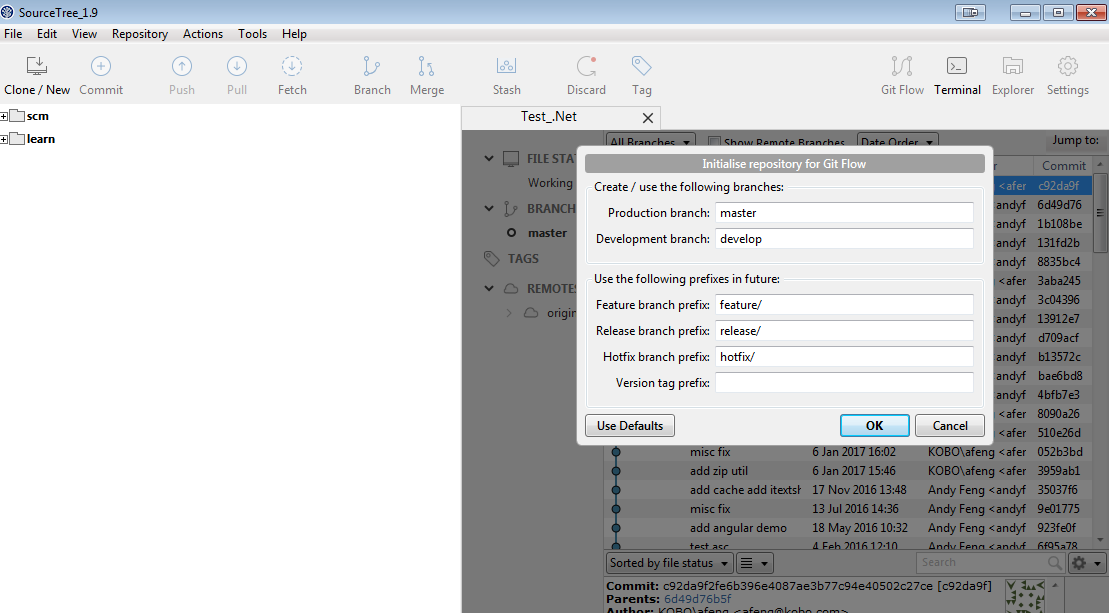 SourceTree_1.9
File Edit View Repository Actions Tools Help
Clone / New Commit Push Pull Fetch Branch Merge Stash Discard Tag Git Flow Terminal Explorer Settings
scm
learn
Test_.Net
All Branches Show Remote Branches Date Order Jump to:
FILE STA
Working
BRANCH
master
TAGS
REMOTES
origin
Initialise repository for Git Flow
Create / use the following branches:
Production branch: master
Development branch: develop
Use the following prefixes in future:
Feature branch prefix: feature/
Release branch prefix: release/
Hotfix branch prefix: hotfix/
Version tag prefix:
Use Defaults OK Cancel
r Commit
<afer c92da9f
andyf 6d49d76
andyf 1b108be
andyf 131fd2b
andyf 8835bc4
<afer 3aba245
andyf 3c04396
andyf 13912e7
andyf d709acf
andyf b13572c
andyf bae6bd8
andyf 4bfb7e3
<afer 8090a26
<afer 510e26d
misc fix 6 Jan 2017 16:02 KOBO\afeng <afer 052b3bd
add zip util 6 Jan 2017 15:46 KOBO\afeng <afer 3959ab1
add cache add itextsh 17 Nov 2016 13:48 Andy Feng <andyf 35037f6
misc fix 13 Jul 2016 14:36 Andy Feng <andyf 9e01775
add angular demo 18 May 2016 10:32 Andy Feng <andyf 923fe0f
test asc 4 Feb 2016 12:10 Andy Feng <andyf 6f95a78
Sorted by file status Search
Commit: c92da9f2fe6b396e4087ae3b77c94e40502c27ce [c92da9f]
Parents: 6d49d76b5f
Author: KOBO\afeng <afeng@kobo.com>